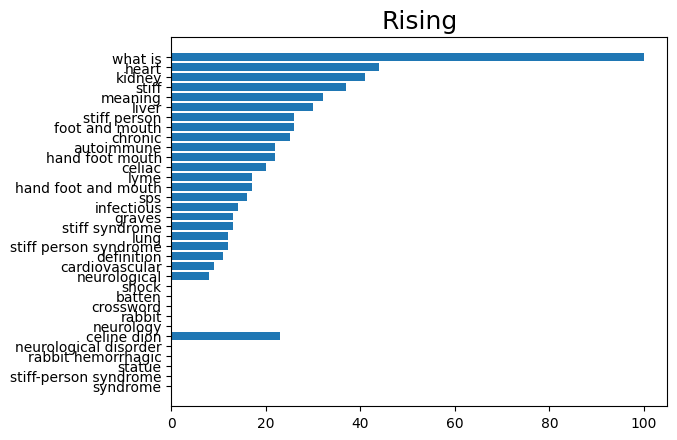 Rising
what is
heart
kidney
stiff
meaning
liver
stiff person
foot and mouth
chronic
autoimmune
hand foot mouth
celiac
lyme
hand foot and mouth
sps
infectious
graves
stiff syndrome
lung
stiff person syndrome
definition
cardiovascular
neurological
shock
batten
crossword
rabbit
neurology
celine dion
neurological disorder
rabbit hemorrhagic
statue
stiff-person syndrome
syndrome
0 20 40 60 80 100